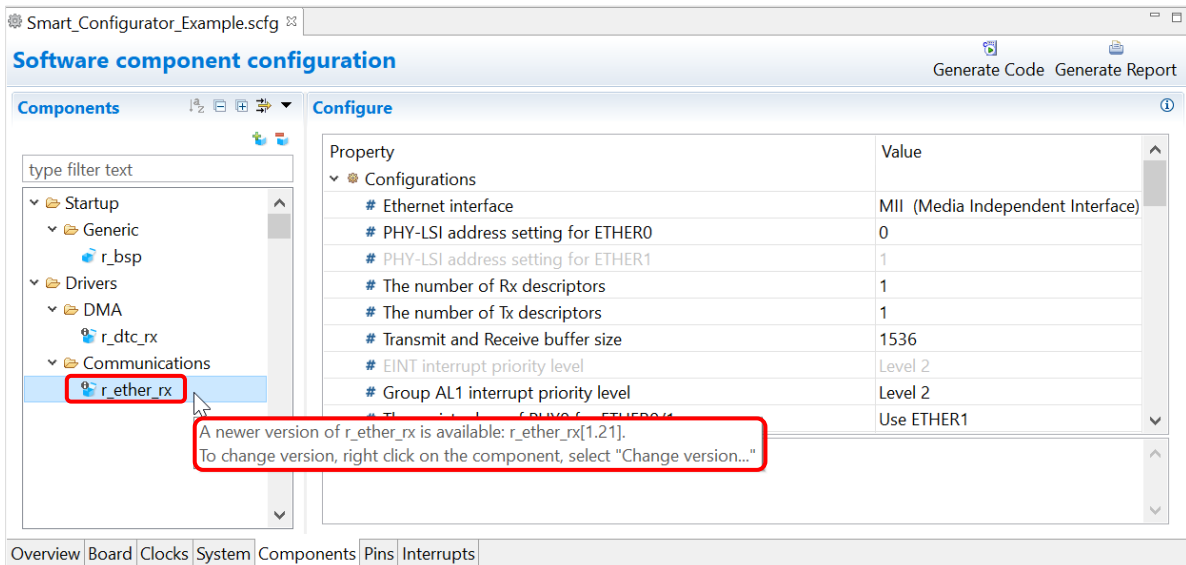 Smart_Configurator_Example.scfg
Software component configuration
Generate Code Generate Report
Components
Configure
type filter text
Startup
Generic
r_bsp
Drivers
DMA
r_dtc_rx
Communications
r_ether_rx
Property Value
Configurations
# Ethernet interface MII (Media Independent Interface)
# PHY-LSI address setting for ETHER0 0
# PHY-LSI address setting for ETHER1 1
# The number of Rx descriptors 1
# The number of Tx descriptors 1
# Transmit and Receive buffer size 1536
# EINT interrupt priority level Level 2
# Group AL1 interrupt priority level Level 2
Use ETHER1
A newer version of r_ether_rx is available: r_ether_rx[1.21].
To change version, right click on the component, select "Change version..."
Overview Board Clocks System Components Pins Interrupts